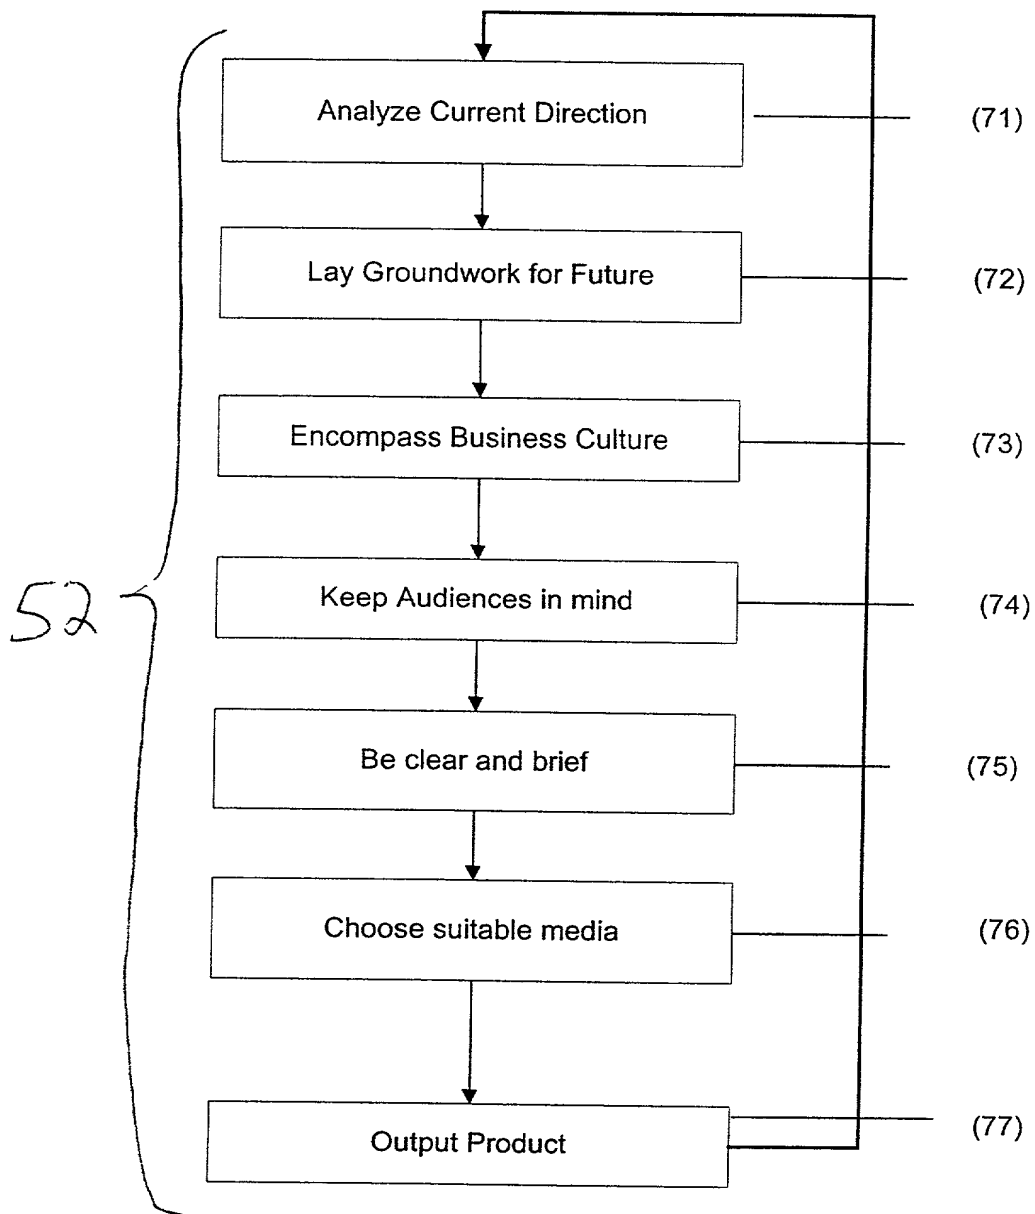 Analyze Current Direction (71)
Lay Groundwork for Future (72)
Encompass Business Culture (73)
Keep Audiences in mind (74)
52
Be clear and brief (75)
Choose suitable media (76)
Output Product (77)